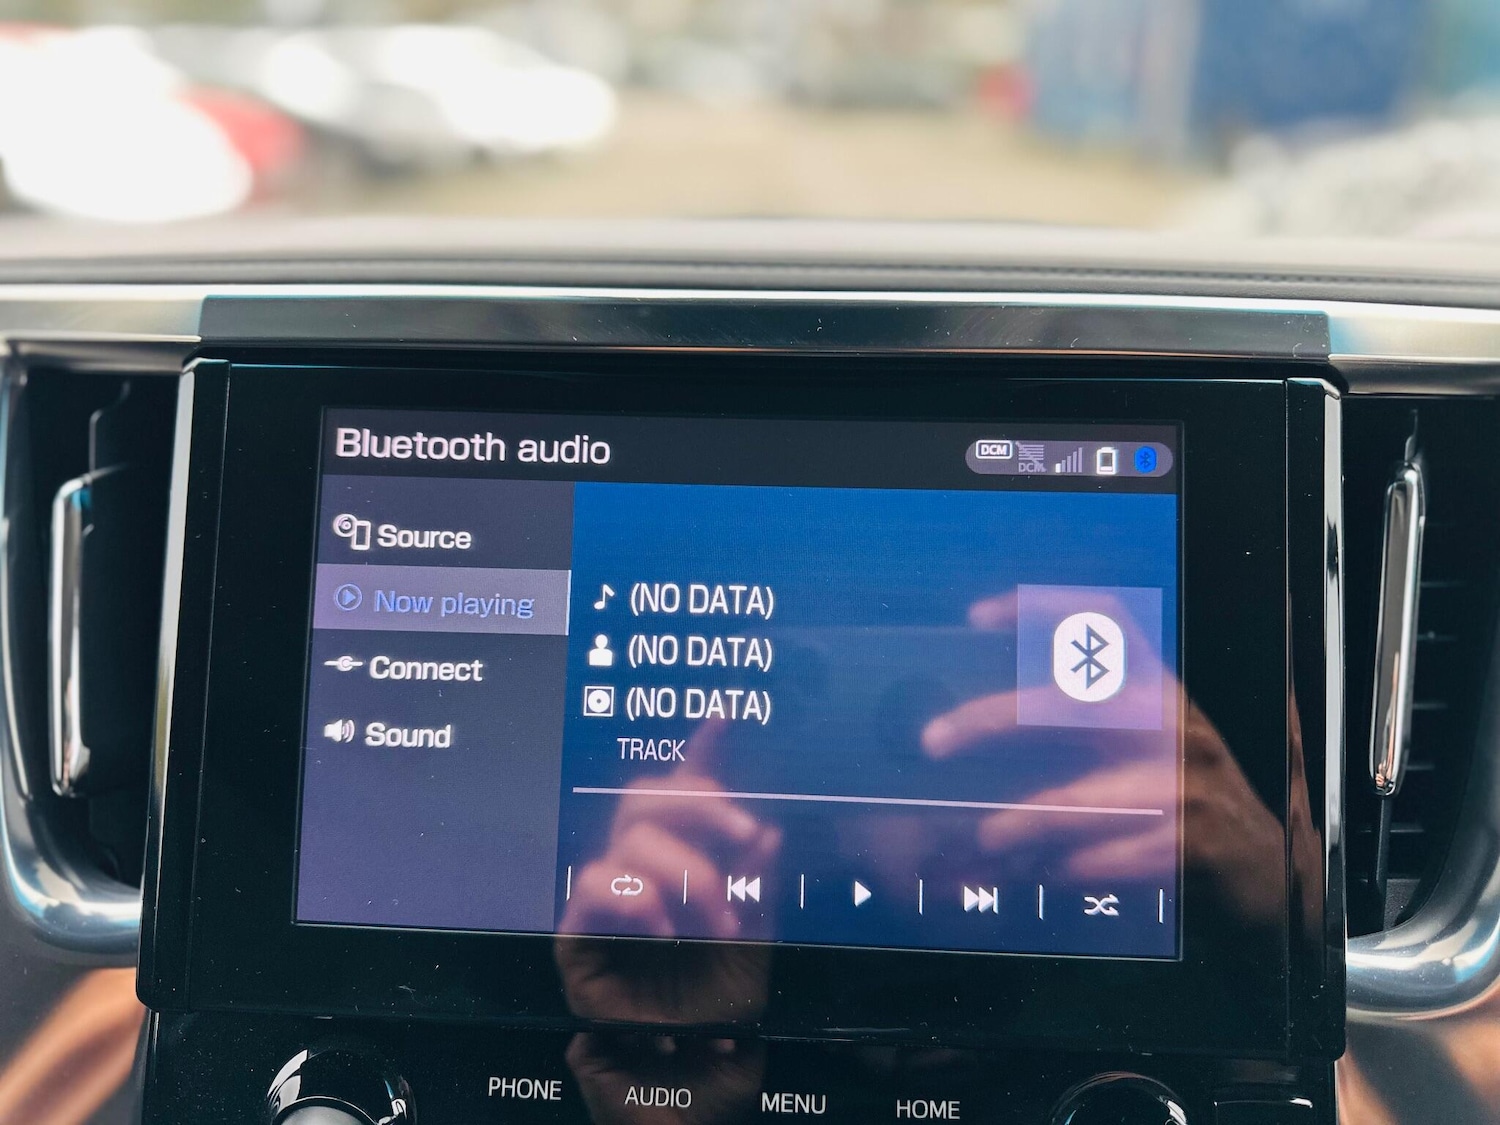 Bluetooth audio
DCM
DCM
Source
Now playing
Connect
Sound
(NO DATA)
(NO DATA)
(NO DATA)
TRACK
PHONE
AUDIO
MENU
HOME